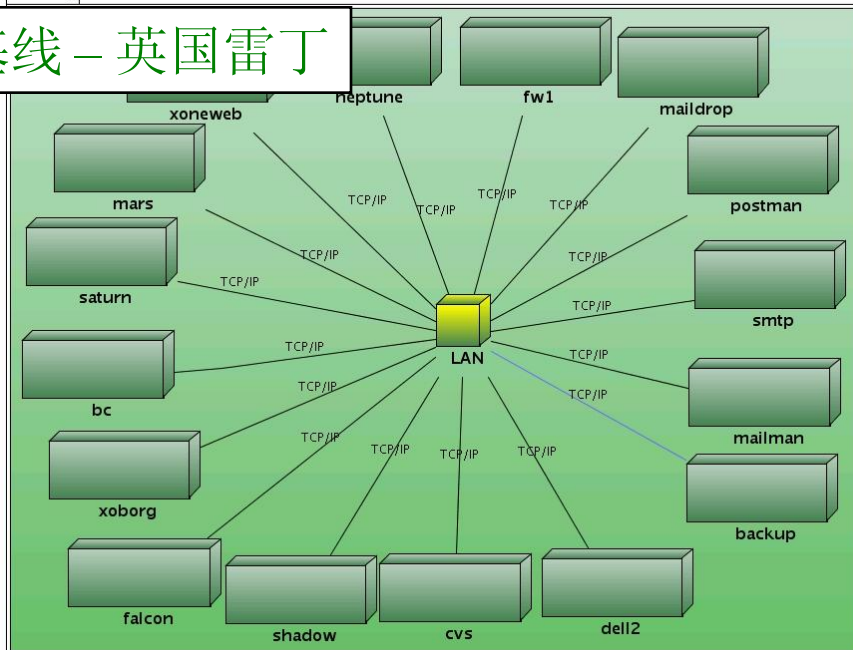 线 – 英国雷丁
neptune
fw1
maildrop
xoneweb
mars
postman
TCP/IP
TCP/IP
TCP/IP
TCP/IP
TCP/IP
TCP/IP
saturn
TCP/IP
smtp
TCP/IP
LAN
bc
TCP/IP
TCP/IP
TCP/IP
TCP/IP
mailman
xoborg
TCP/IP
TCP/IP
TCP/IP
TCP/IP
backup
falcon
shadow
cvs
dell2